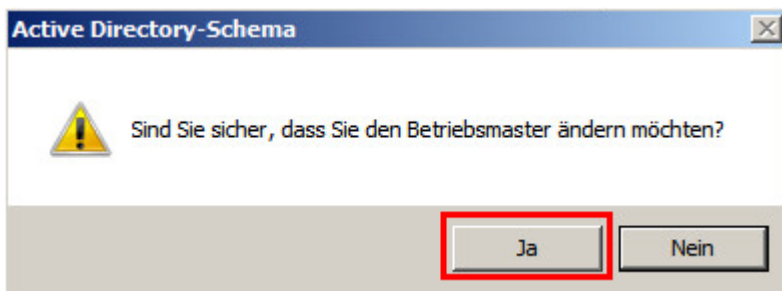 Active Directory-Schema
Sind Sie sicher, dass Sie den Betriebsmaster ändern möchten?
Ja
Nein